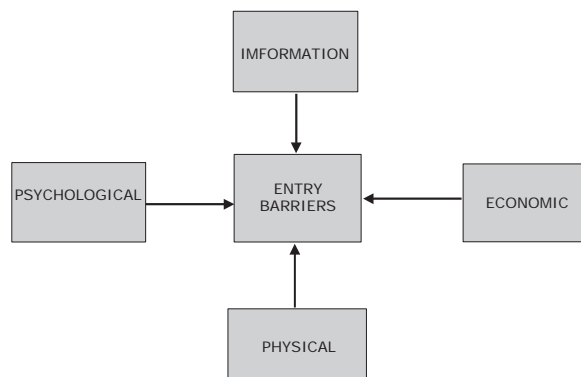 IMFORMATION
PSYCHOLOGICAL
ENTRY
BARRIERS
ECONOMIC
PHYSICAL